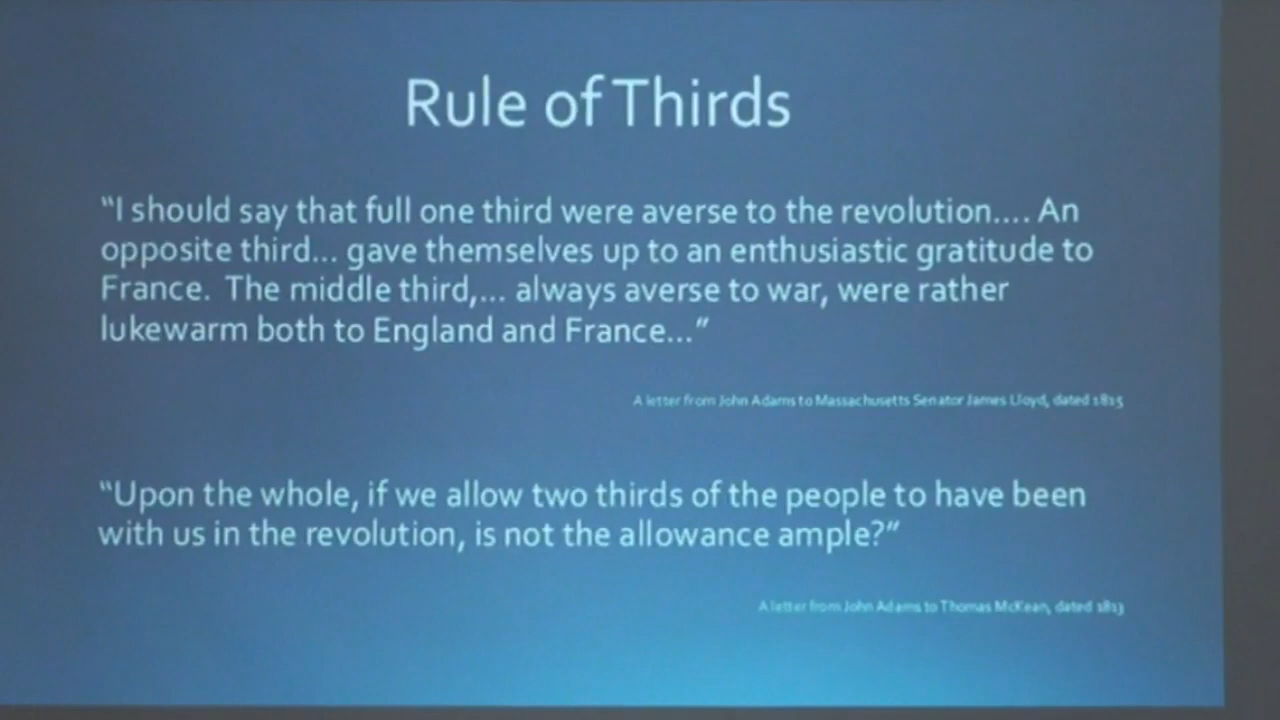 Rule of Thirds
“I should say that full one third were averse to the revolution.... An
opposite third... gave themselves up to an enthusiastic gratitude to
France. The middle third,... always averse to war, were rather
lukewarm both to England and France...”
A letter from John Adams to Massachusetts Senator James Lloyd, dated 1815
“Upon the whole, if we allow two thirds of the people to have been
with us in the revolution, is not the allowance ample?”
A letter from John Adams to Thomas McKean, dated 1813